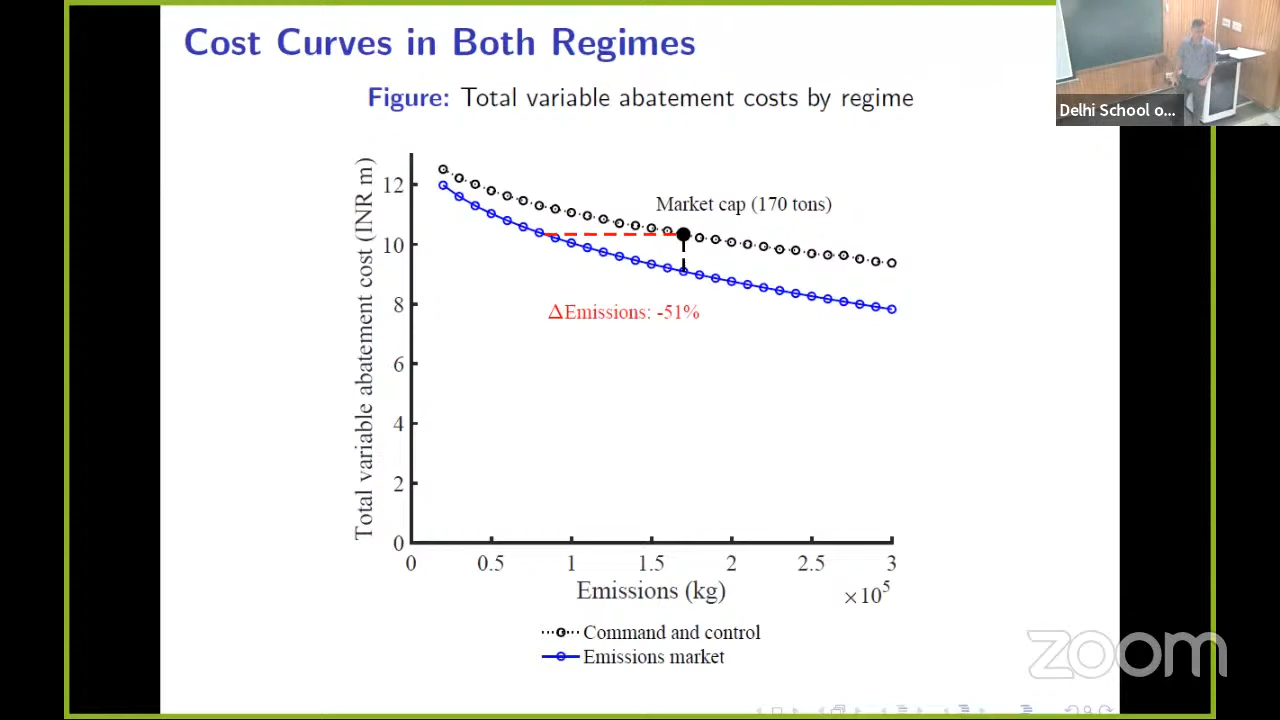 Cost Curves in Both Regimes
Figure: Total variable abatement costs by regime
Delhi School o...
Total variable abatement cost (INR m)
12
10
8
6
4
2
0
Market cap (170 tons)
ΔEmissions: -51%
0 0.5 1 1.5 2 2.5 3
Emissions (kg)
×10⁵
Command and control
Emissions market
zoom